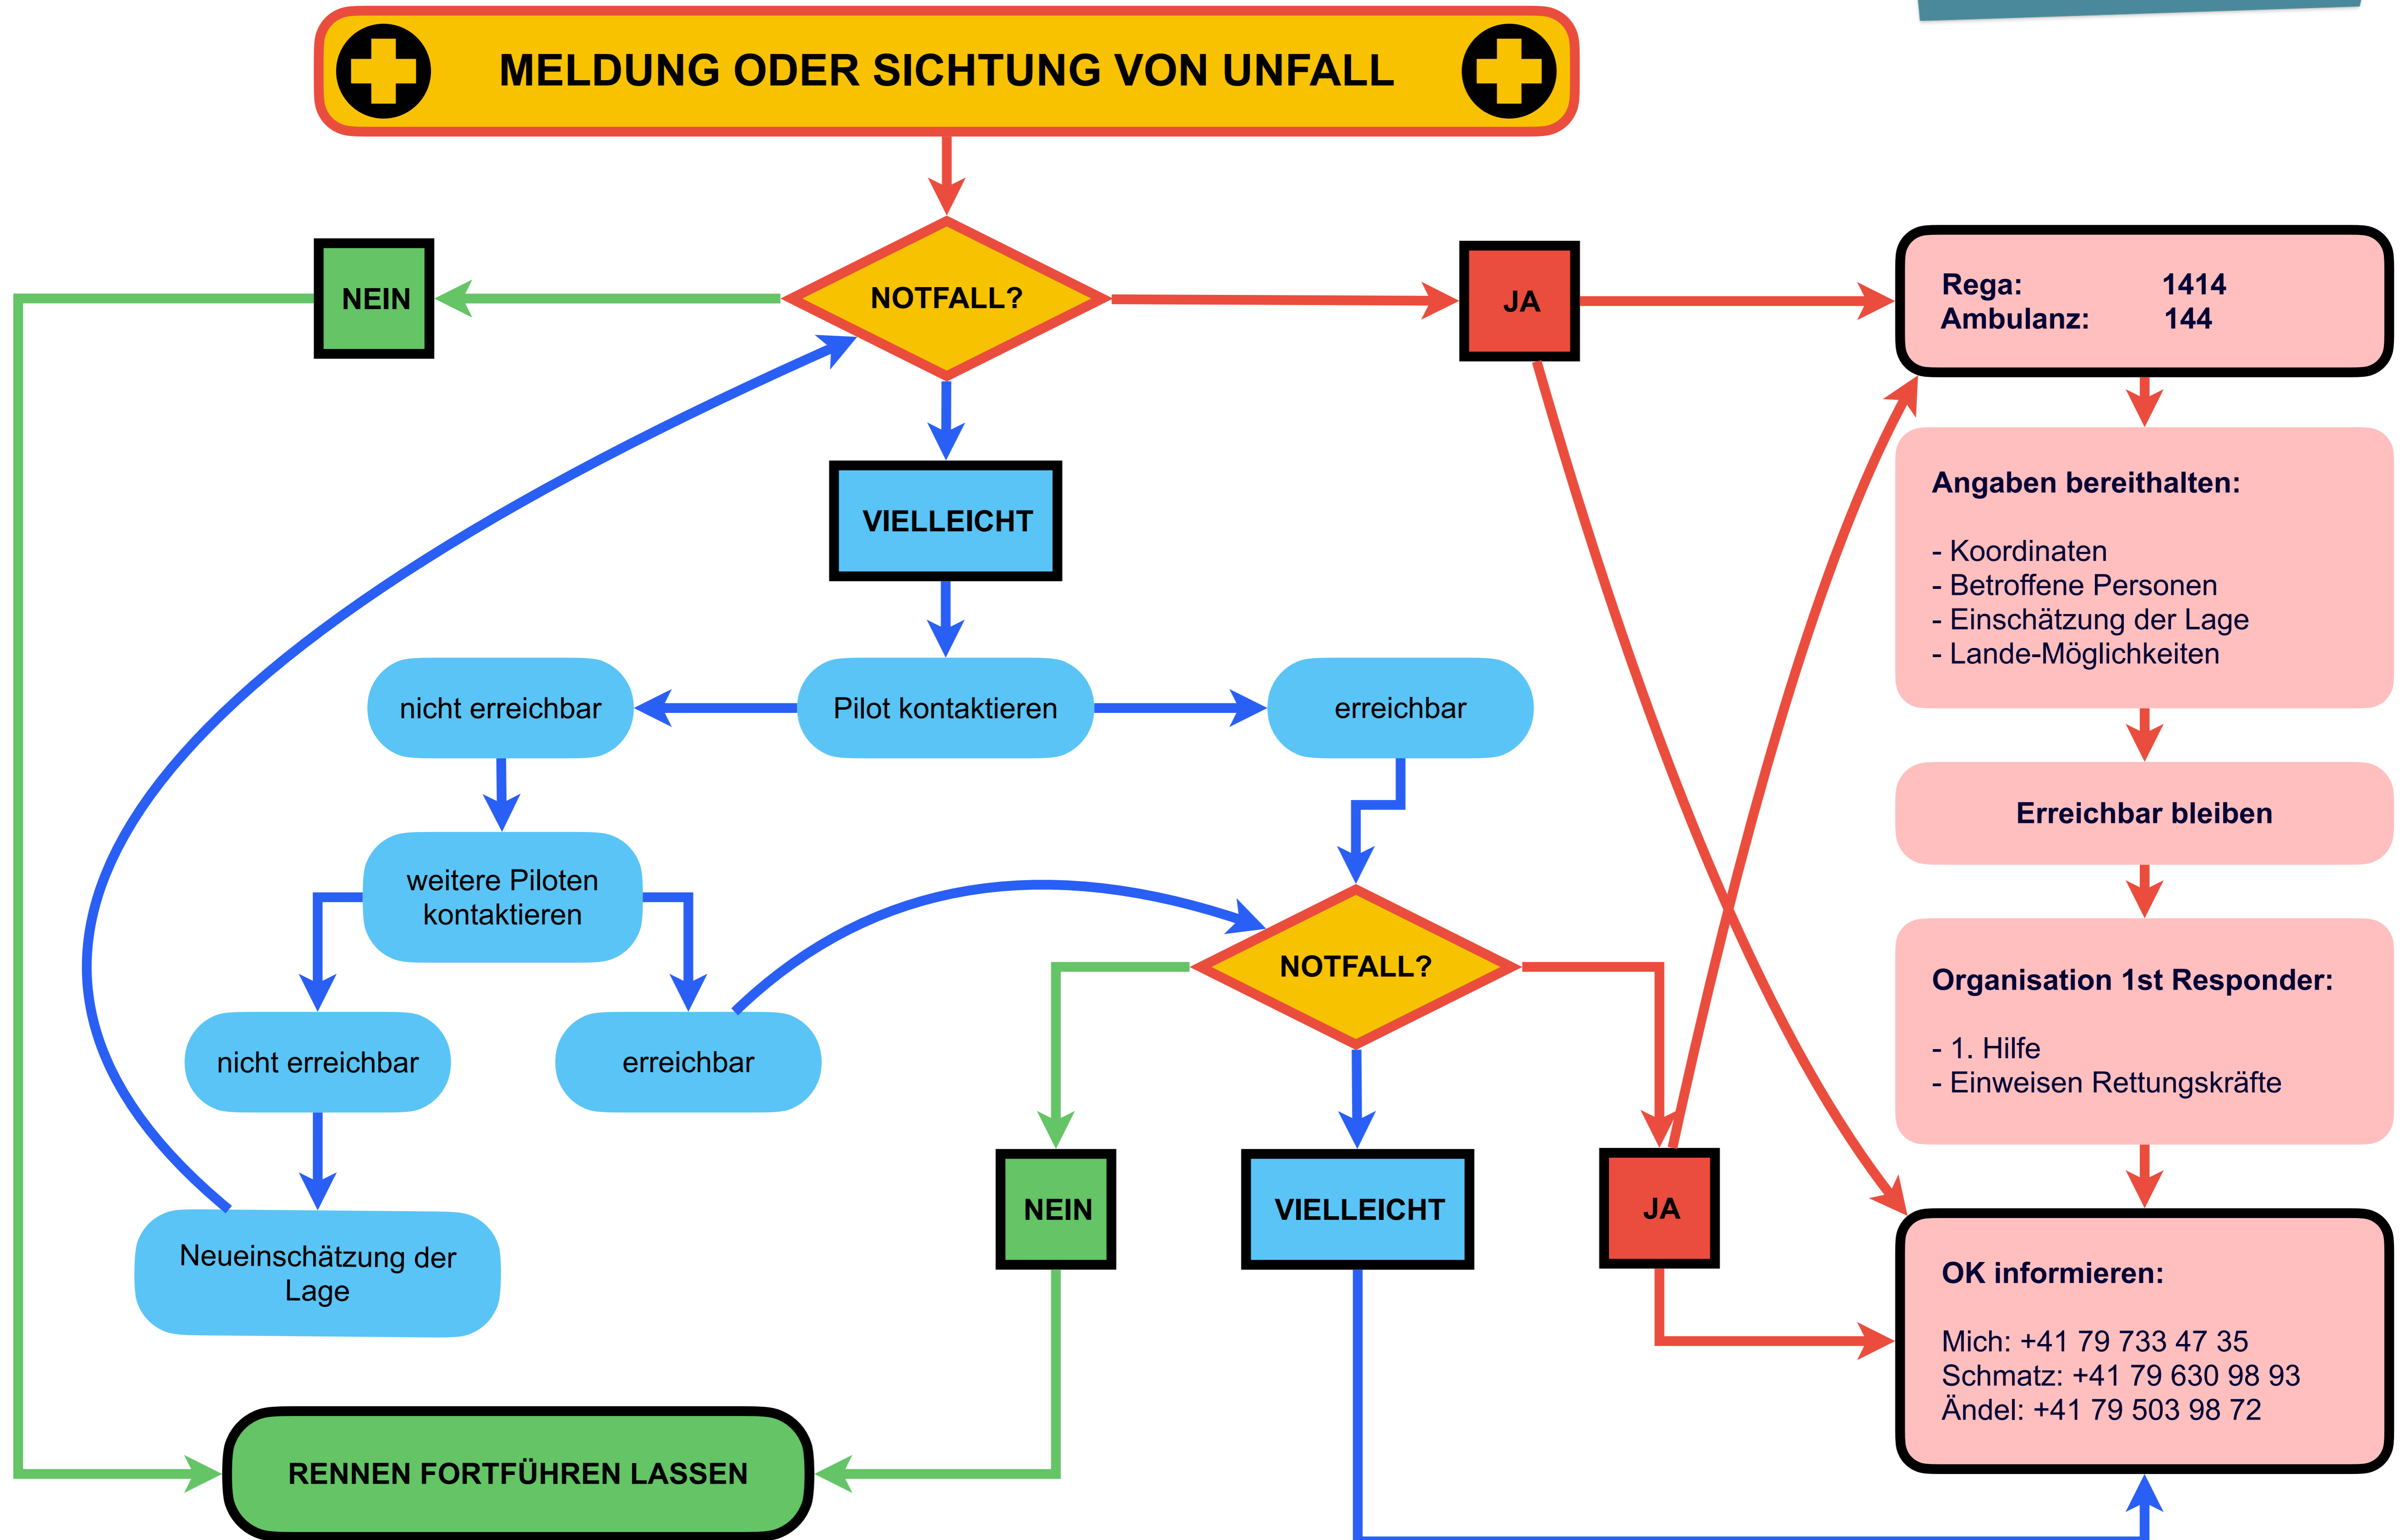 MELDUNG ODER SICHTUNG VON UNFALL
NEIN
NOTFALL?
JA
Rega: 1414
Ambulanz: 144
VIELLEICHT
Angaben bereithalten:
- Koordinaten
- Betroffene Personen
- Einschätzung der Lage
- Lande-Möglichkeiten
nicht erreichbar
Pilot kontaktieren
erreichbar
Erreichbar bleiben
weitere Piloten
kontaktieren
NOTFALL?
Organisation 1st Responder:
- 1. Hilfe
- Einweisen Rettungskräfte
nicht erreichbar
erreichbar
NEIN
VIELLEICHT
JA
Neueinschätzung der
Lage
OK informieren:
Mich: +41 79 733 47 35
Schmatz: +41 79 630 98 93
Ändel: +41 79 503 98 72
RENNEN FORTFÜHREN LASSEN